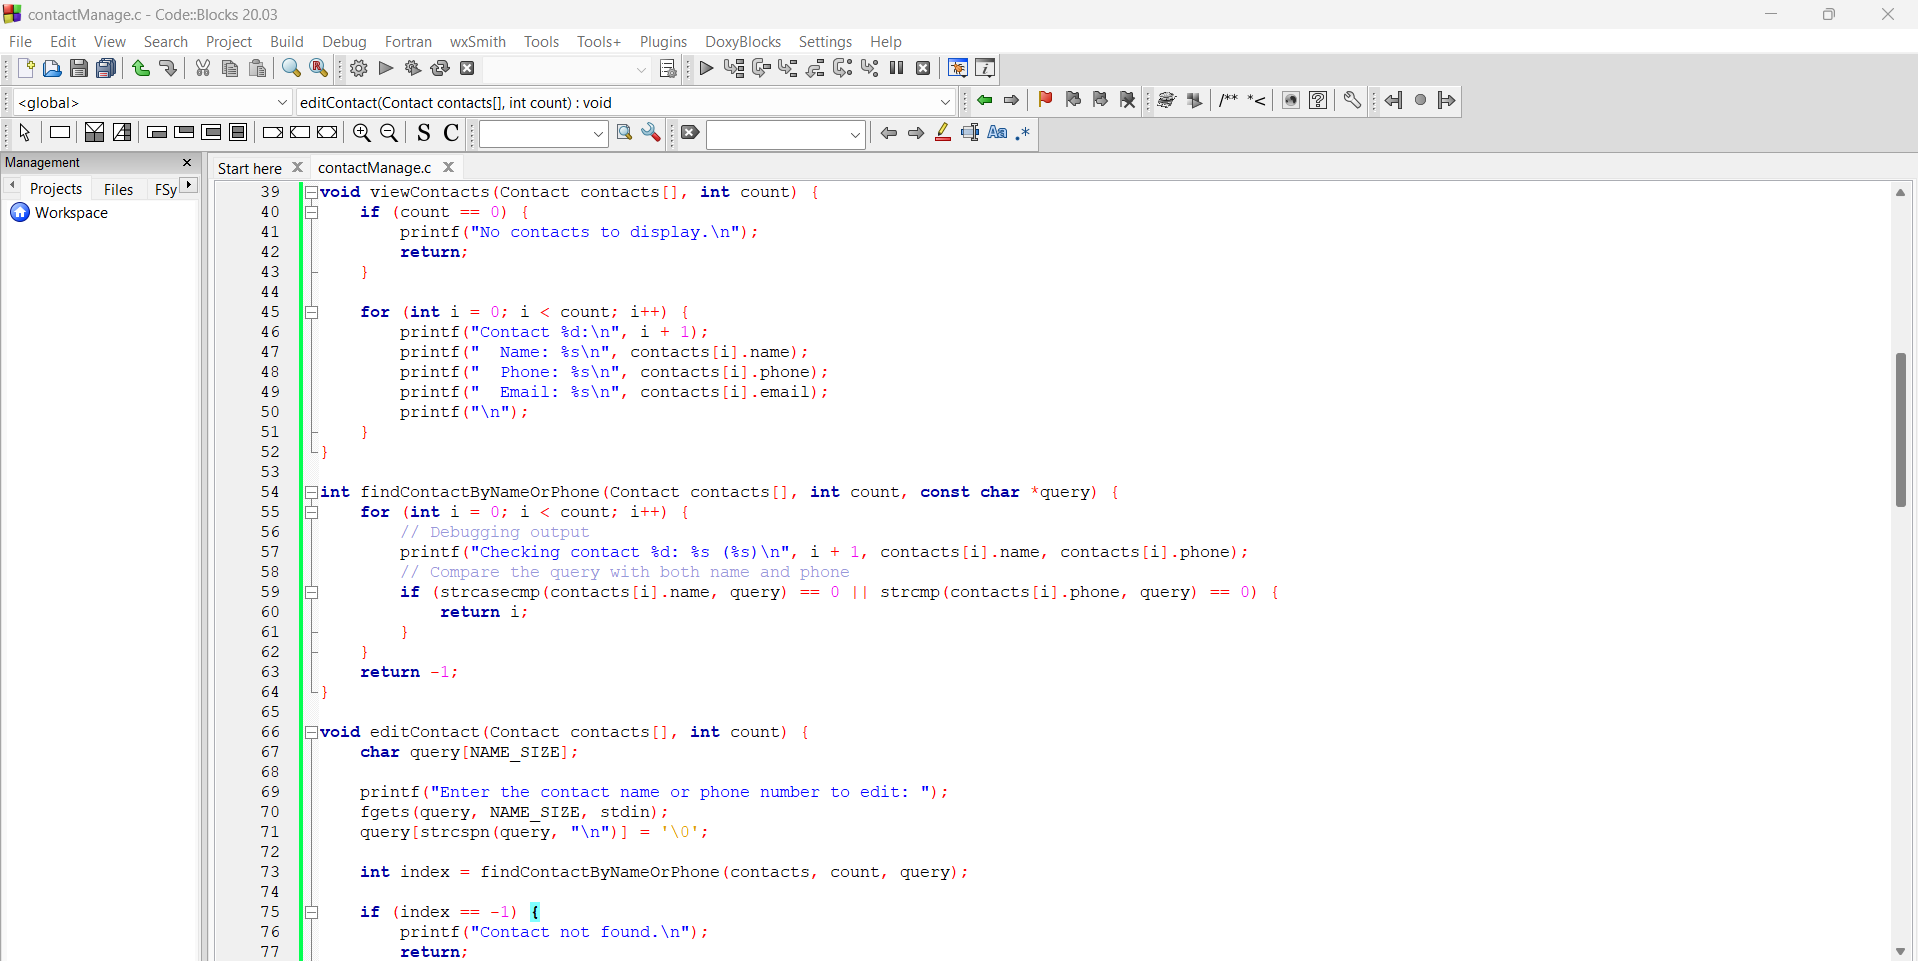 contactManage.c - Code::Blocks 20.03
File Edit View Search Project Build Debug Fortran wxSmith Tools Tools+ Plugins DoxyBlocks Settings Help
<global> editContact(Contact contacts[], int count) : void
/** *<
S C Aa .*
Management
Projects Files FSy
Workspace
Start here contactManage.c
39 void viewContacts(Contact contacts[], int count) {
40     if (count == 0) {
41         printf("No contacts to display.\n");
42         return;
43     }
44
45     for (int i = 0; i < count; i++) {
46         printf("Contact %d:\n", i + 1);
47         printf("  Name: %s\n", contacts[i].name);
48         printf("  Phone: %s\n", contacts[i].phone);
49         printf("  Email: %s\n", contacts[i].email);
50         printf("\n");
51     }
52 }
53
54 int findContactByNameOrPhone(Contact contacts[], int count, const char *query) {
55     for (int i = 0; i < count; i++) {
56         // Debugging output
57         printf("Checking contact %d: %s (%s)\n", i + 1, contacts[i].name, contacts[i].phone);
58         // Compare the query with both name and phone
59         if (strcasecmp(contacts[i].name, query) == 0 || strcmp(contacts[i].phone, query) == 0) {
60             return i;
61         }
62     }
63     return -1;
64 }
65
66 void editContact(Contact contacts[], int count) {
67     char query[NAME_SIZE];
68
69     printf("Enter the contact name or phone number to edit: ");
70     fgets(query, NAME_SIZE, stdin);
71     query[strcspn(query, "\n")] = '\0';
72
73     int index = findContactByNameOrPhone(contacts, count, query);
74
75     if (index == -1) {
76         printf("Contact not found.\n");
77         return;